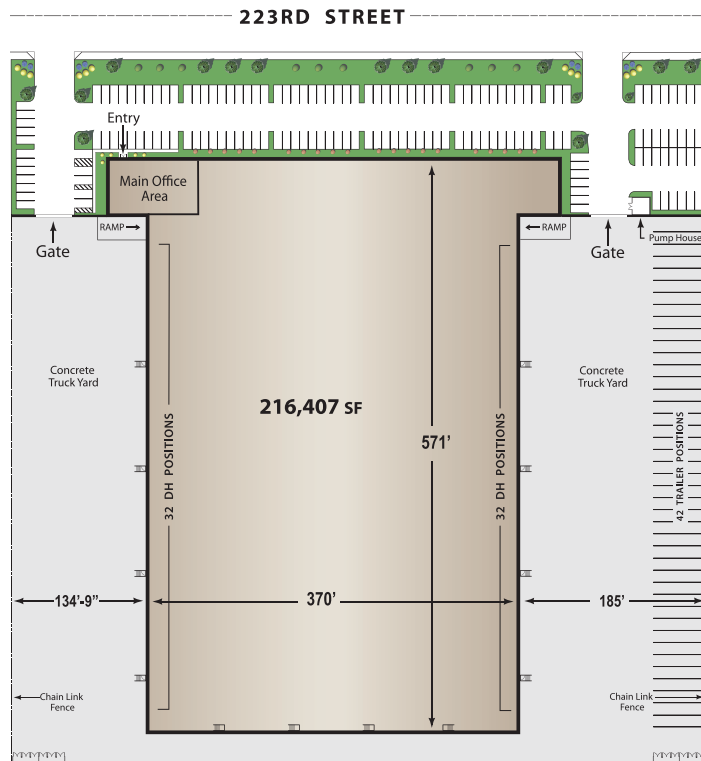 223RD STREET
Entry
Main Office
Area
RAMP
RAMP
Gate
Gate
Pump House
Concrete
Truck Yard
Concrete
Truck Yard
216,407 SF
571'
32 DH POSITIONS
32 DH POSITIONS
42 TRAILER POSITIONS
134'-9"
370'
185'
Chain Link
Fence
Chain Link
Fence